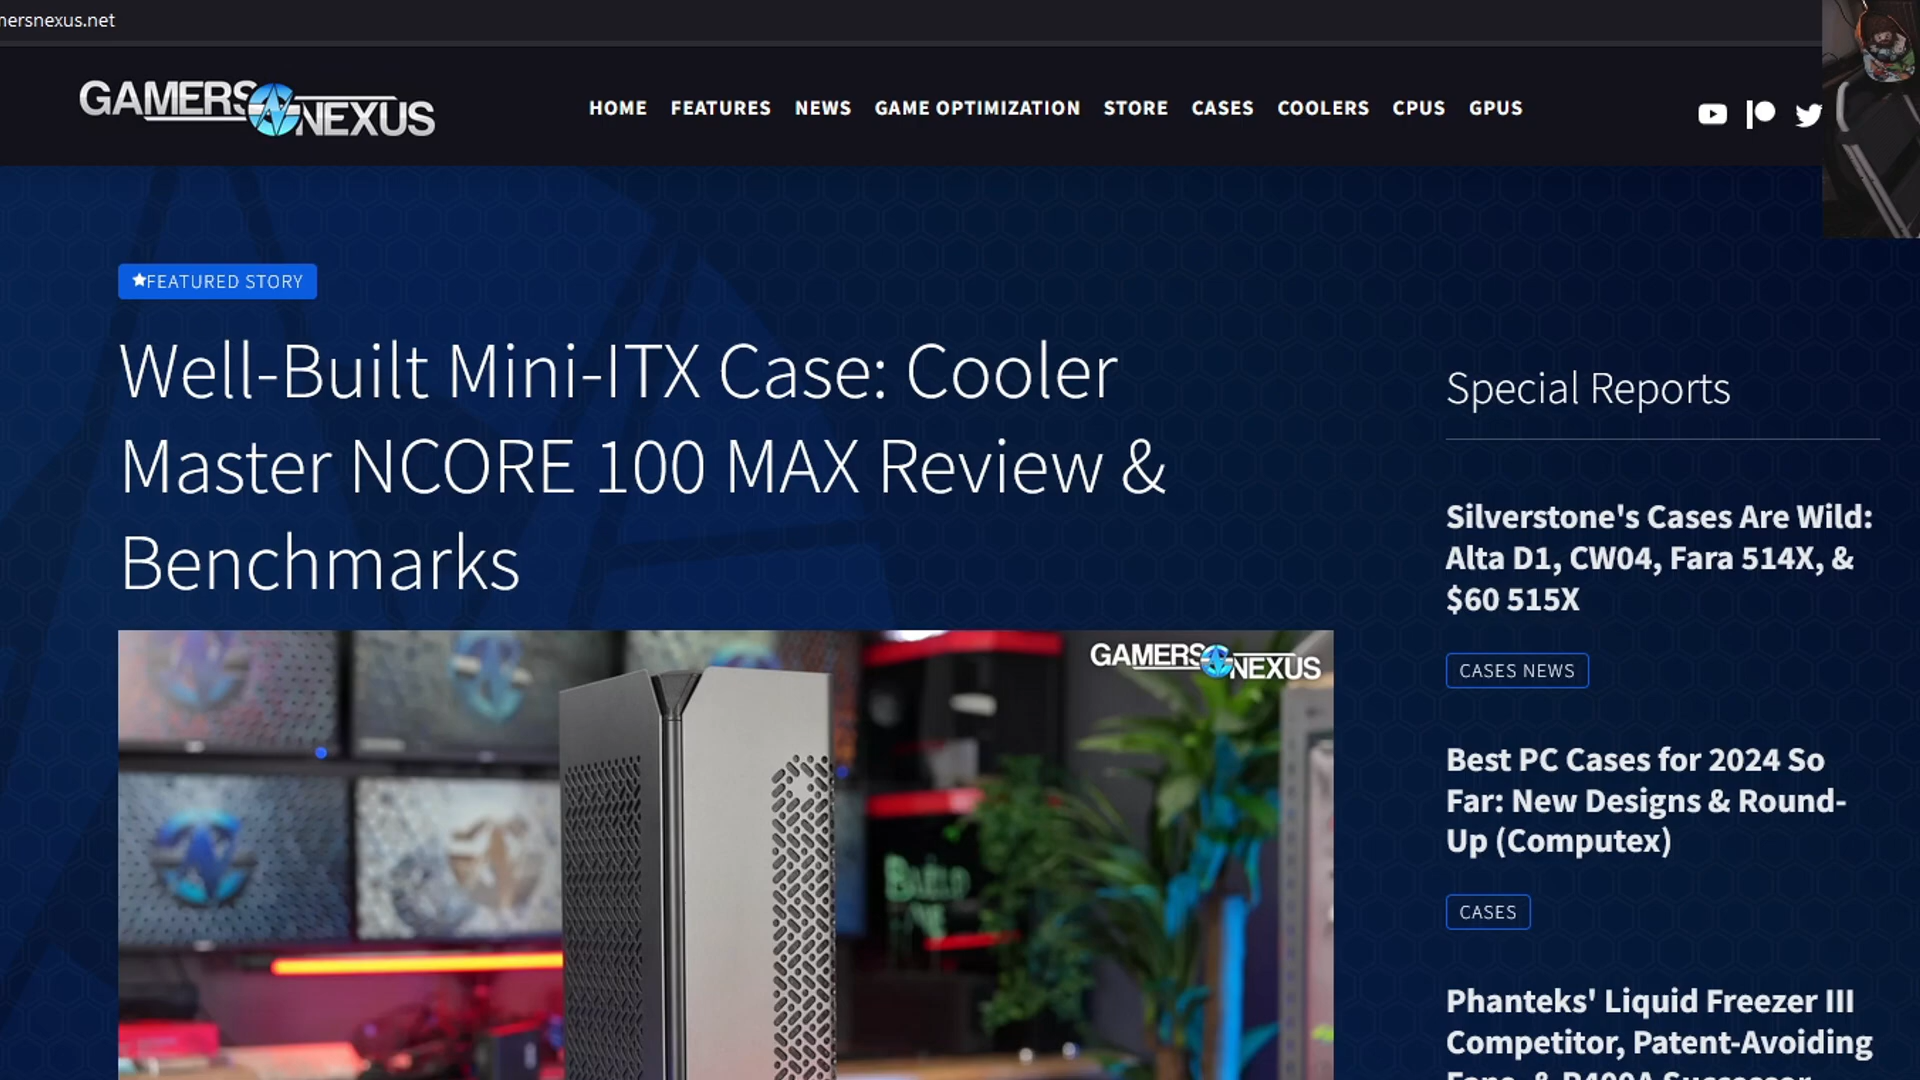 mersnexus.net
GAMERS NEXUS
HOME FEATURES NEWS GAME OPTIMIZATION STORE CASES COOLERS CPUS GPUS
FEATURED STORY
Well-Built Mini-ITX Case: Cooler
Master NCORE 100 MAX Review &
Benchmarks
GAMERS NEXUS
Special Reports
Silverstone's Cases Are Wild:
Alta D1, CW04, Fara 514X, &
$60 515X
CASES NEWS
Best PC Cases for 2024 So
Far: New Designs & Round-
Up (Computex)
CASES
Phanteks' Liquid Freezer III
Competitor, Patent-Avoiding